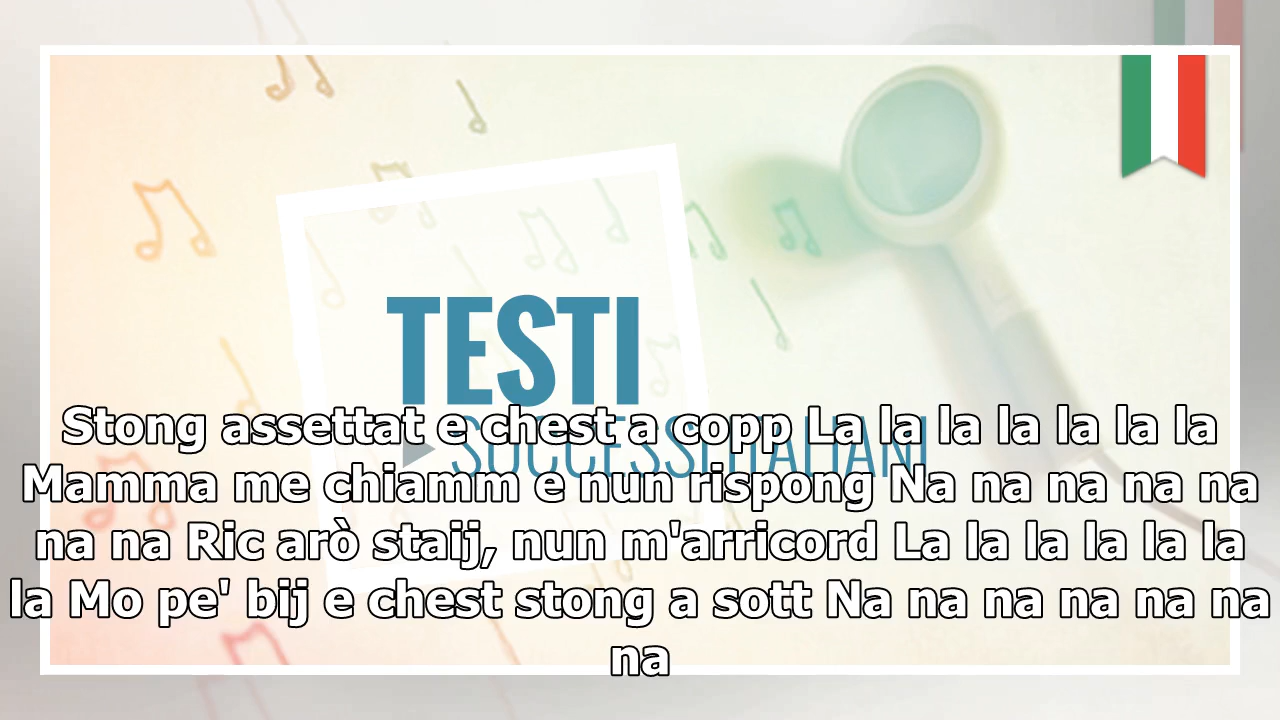 TESTI
SUCCESSI ITALIANI
Stong assettat e chest a copp La la la la la la la
Mamma me chiamm e nun rispong Na na na na na
na na Ric arò staij, nun m'arricord La la la la la la
la Mo pe' bij e chest stong a sott Na na na na na na
na